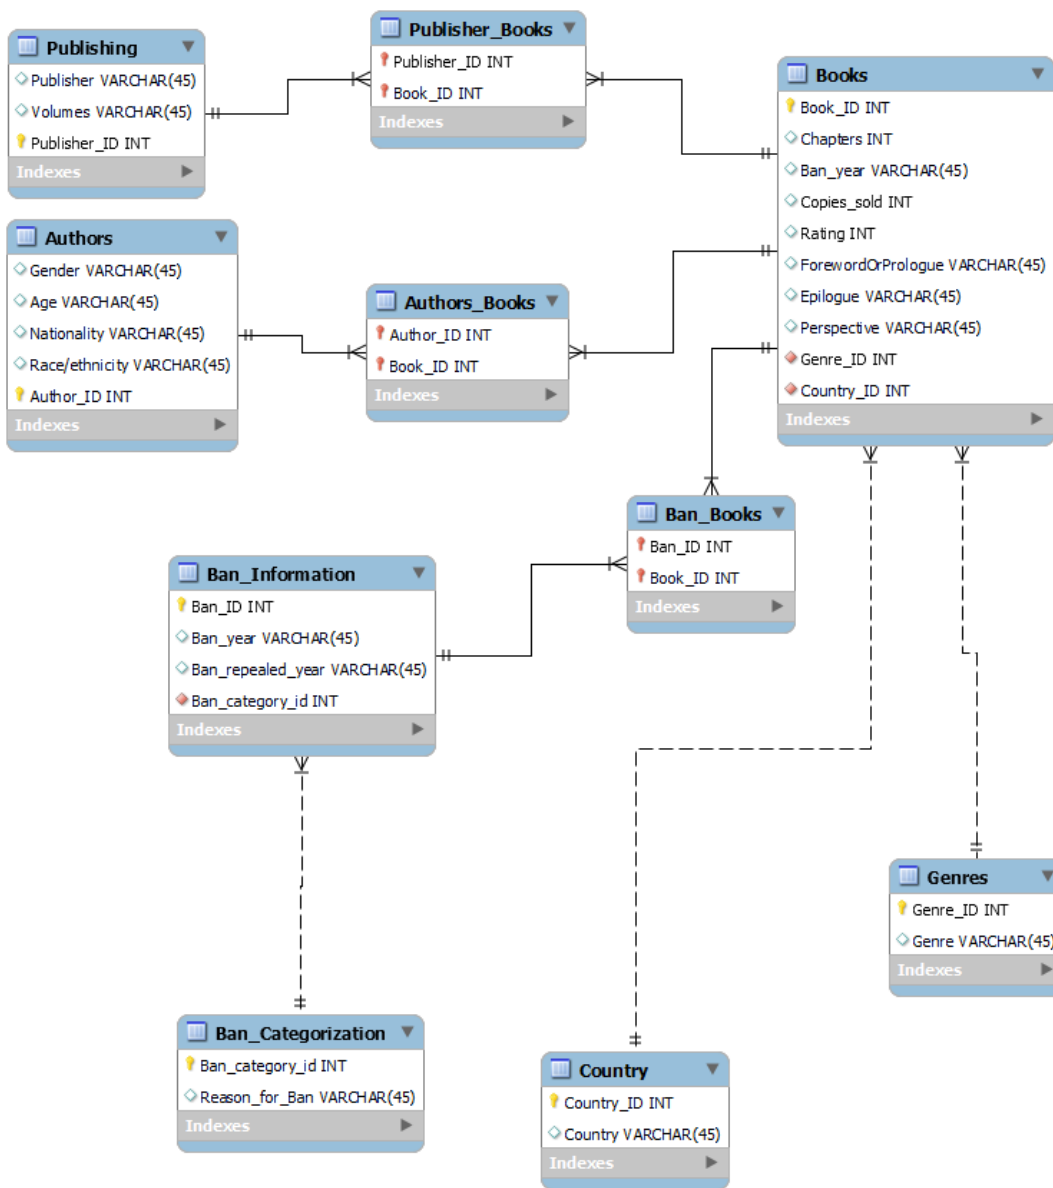 Publishing
Publisher VARCHAR(45)
Volumes VARCHAR(45)
Publisher_ID INT
Indexes
Publisher_Books
Publisher_ID INT
Book_ID INT
Indexes
Books
Book_ID INT
Chapters INT
Ban_year VARCHAR(45)
Copies_sold INT
Rating INT
ForewordOrPrologue VARCHAR(45)
Epilogue VARCHAR(45)
Perspective VARCHAR(45)
Genre_ID INT
Country_ID INT
Indexes
Authors
Gender VARCHAR(45)
Age VARCHAR(45)
Nationality VARCHAR(45)
Race/ethnicity VARCHAR(45)
Author_ID INT
Indexes
Authors_Books
Author_ID INT
Book_ID INT
Indexes
Ban_Books
Ban_ID INT
Book_ID INT
Indexes
Ban_Information
Ban_ID INT
Ban_year VARCHAR(45)
Ban_repealed_year VARCHAR(45)
Ban_category_id INT
Indexes
Genres
Genre_ID INT
Genre VARCHAR(45)
Indexes
Ban_Categorization
Ban_category_id INT
Reason_for_Ban VARCHAR(45)
Indexes
Country
Country_ID INT
Country VARCHAR(45)
Indexes